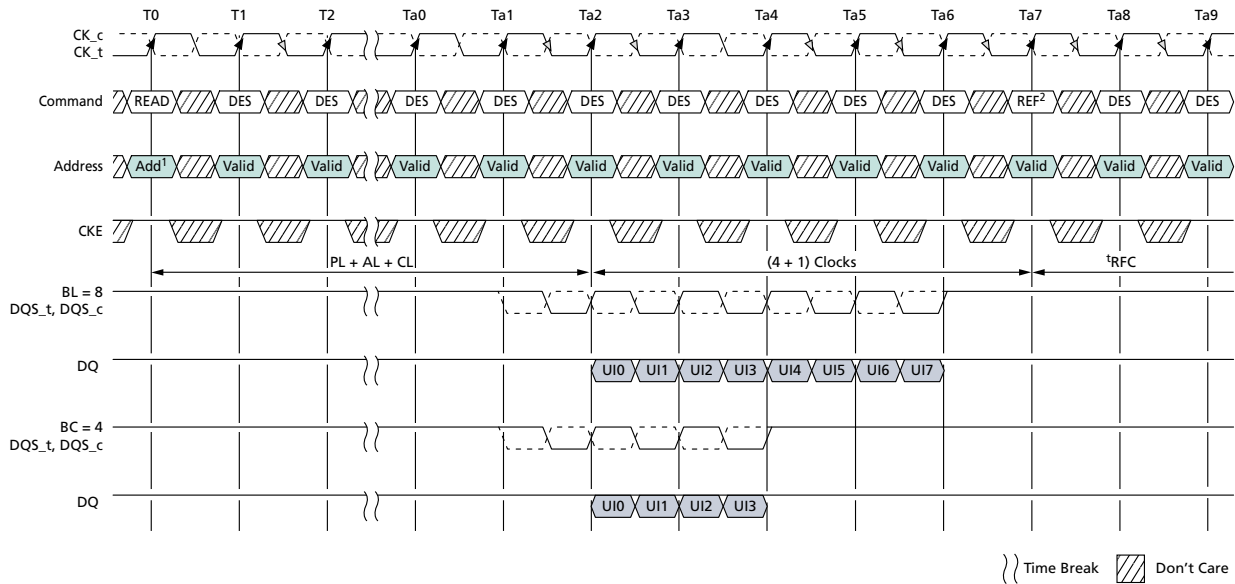 T0 T1 T2 Ta0 Ta1 Ta2 Ta3 Ta4 Ta5 Ta6 Ta7 Ta8 Ta9
CK_c
CK_t
Command READ DES DES DES DES DES DES DES DES DES REF² DES DES
Address Add¹ Valid Valid Valid Valid Valid Valid Valid Valid Valid Valid Valid Valid
CKE
PL + AL + CL (4 + 1) Clocks ᵗRFC
BL = 8
DQS_t, DQS_c
DQ UI0 UI1 UI2 UI3 UI4 UI5 UI6 UI7
BC = 4
DQS_t, DQS_c
DQ UI0 UI1 UI2 UI3
Time Break Don't Care